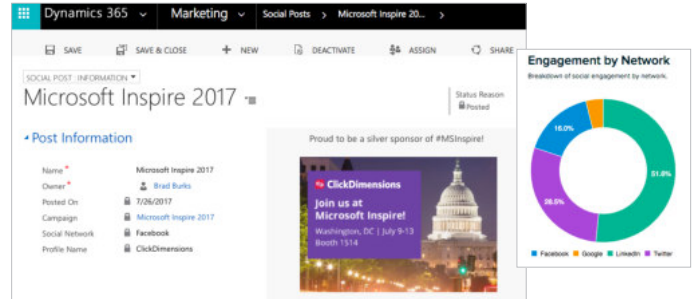 Dynamics 365 Marketing Social Posts > Microsoft Inspire 20... >
SAVE SAVE & CLOSE NEW DEACTIVATE ASSIGN SHARE
SOCIAL POST : INFORMATION
Microsoft Inspire 2017
Status Reason
Posted
Post Information
Name * Microsoft Inspire 2017
Owner * Brad Burks
Posted On 7/26/2017
Campaign Microsoft Inspire 2017
Social Network Facebook
Profile Name ClickDimensions
Proud to be a silver sponsor of #MSInspire!
ClickDimensions
Join us at
Microsoft Inspire!
Washington, DC | July 9-13
Booth 1514
Engagement by Network
Breakdown of social engagement by network.
16.0%
51.8%
26.5%
Facebook Google LinkedIn Twitter